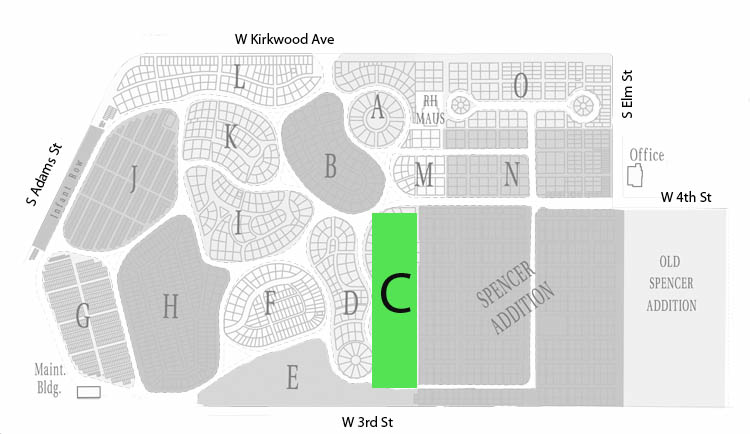 W Kirkwood Ave
L
O
A
RH
MAUS
S Elm St
K
B
J
S Adams St
Infant Row
M
N
Office
W 4th St
I
C
SPENCER
ADDITION
OLD
SPENCER
ADDITION
D
F
H
G
E
Maint.
Bldg.
W 3rd St